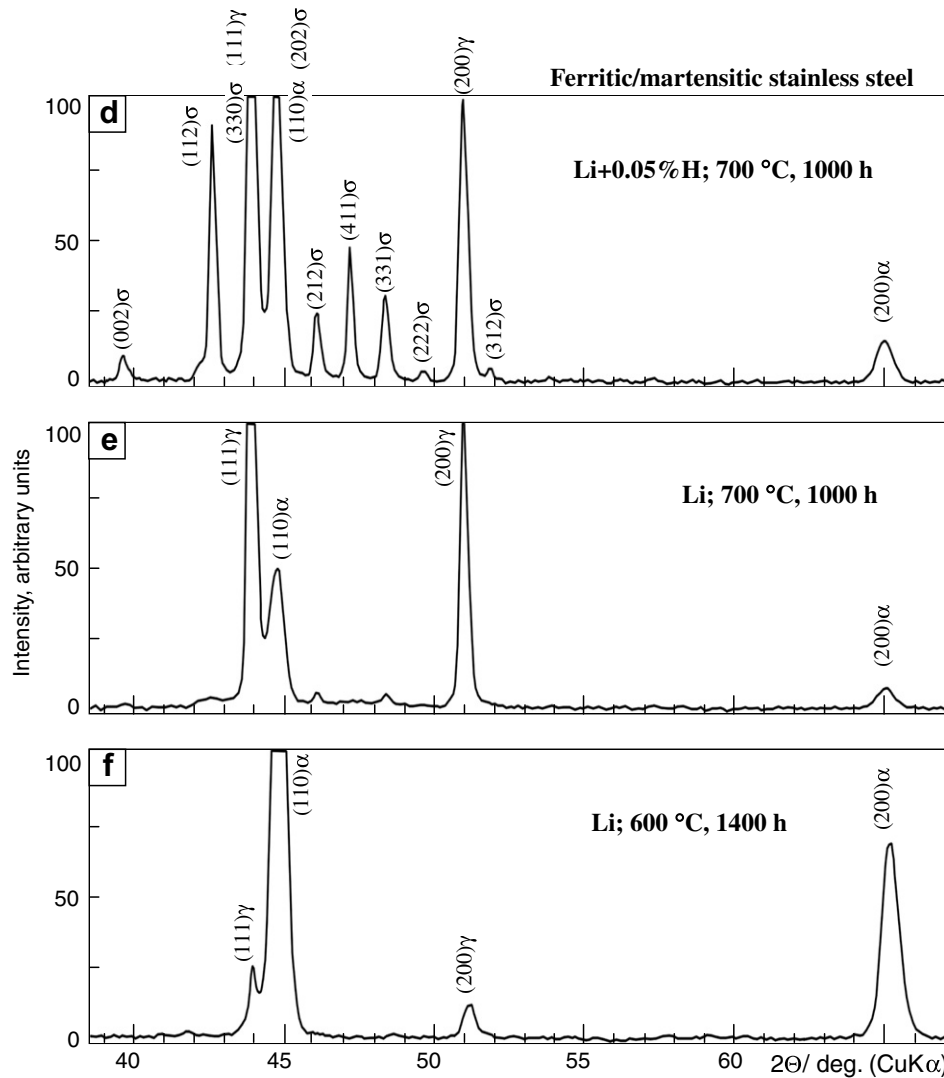 (111)γ
(202)σ
(200)γ
Ferritic/martensitic stainless steel
100
d
(112)σ
(330)σ
(110)α
Li+0.05%H; 700 °C, 1000 h
50
(002)σ
(212)σ
(411)σ
(331)σ
(222)σ
(312)σ
(200)α
0
100
e
(111)γ
(110)α
(200)γ
Li; 700 °C, 1000 h
Intensity, arbitrary units
50
(200)α
0
100
f
(110)α
(200)α
Li; 600 °C, 1400 h
50
(111)γ
(200)γ
0
40 45 50 55 60 2Θ/ deg. (CuKα)